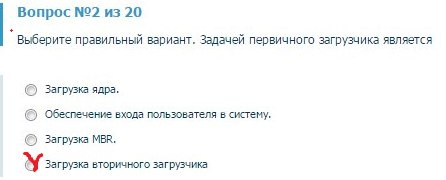 Вопрос №2 из 20
Выберите правильный вариант. Задачей первичного загрузчика является
Загрузка ядра.
Обеспечение входа пользователя в систему.
Загрузка MBR.
Загрузка вторичного загрузчика